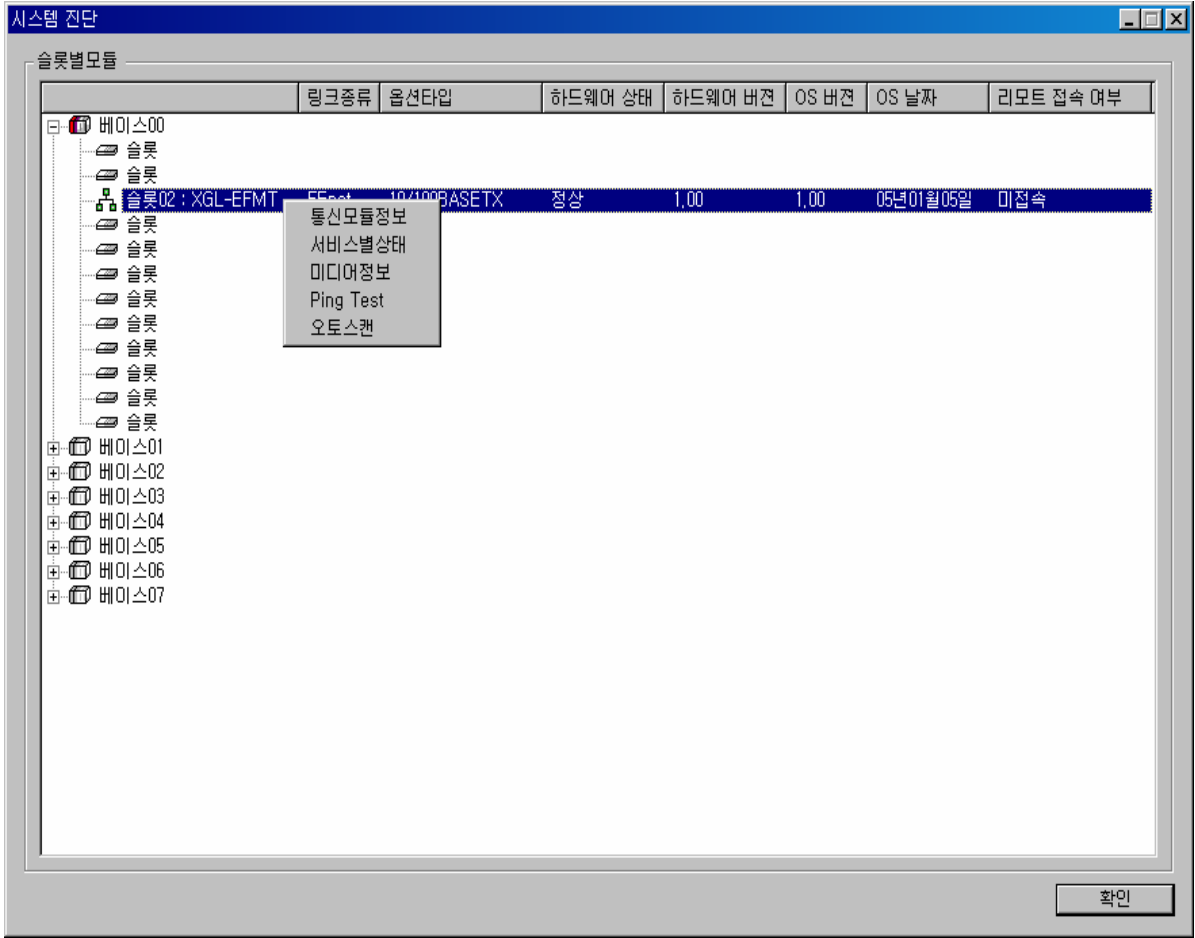 시스템 진단
슬롯별모듈
링크종류 옵션타입 하드웨어 상태 하드웨어 버젼 OS 버젼 OS 날짜 리모트 접속 여부
베이스00
슬롯
슬롯
슬롯02 : XGL-EFMT 10/100BASETX 정상 1.00 1.00 05년01월05일 미접속
통신모듈정보
슬롯
서비스별상태
슬롯
미디어정보
슬롯
Ping Test
슬롯
오토스캔
슬롯
슬롯
슬롯
슬롯
슬롯
베이스01
베이스02
베이스03
베이스04
베이스05
베이스06
베이스07
확인